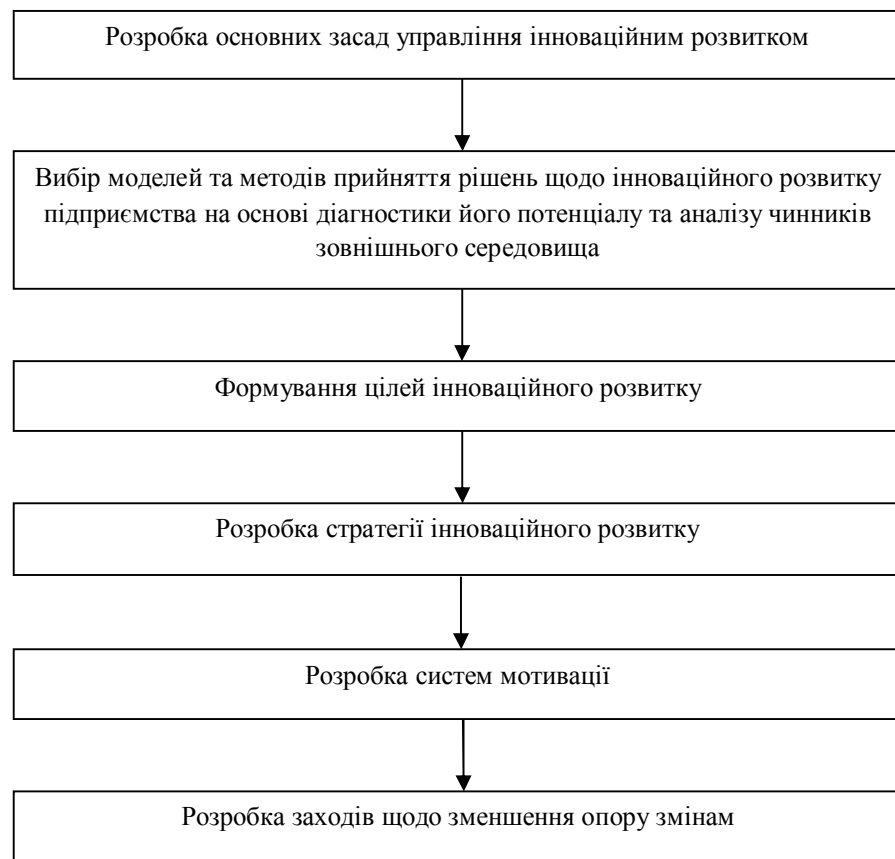 Розробка основних засад управління інноваційним розвитком
Вибір моделей та методів прийняття рішень щодо інноваційного розвитку
підприємства на основі діагностики його потенціалу та аналізу чинників
зовнішнього середовища
Формування цілей інноваційного розвитку
Розробка стратегії інноваційного розвитку
Розробка систем мотивації
Розробка заходів щодо зменшення опору змінам